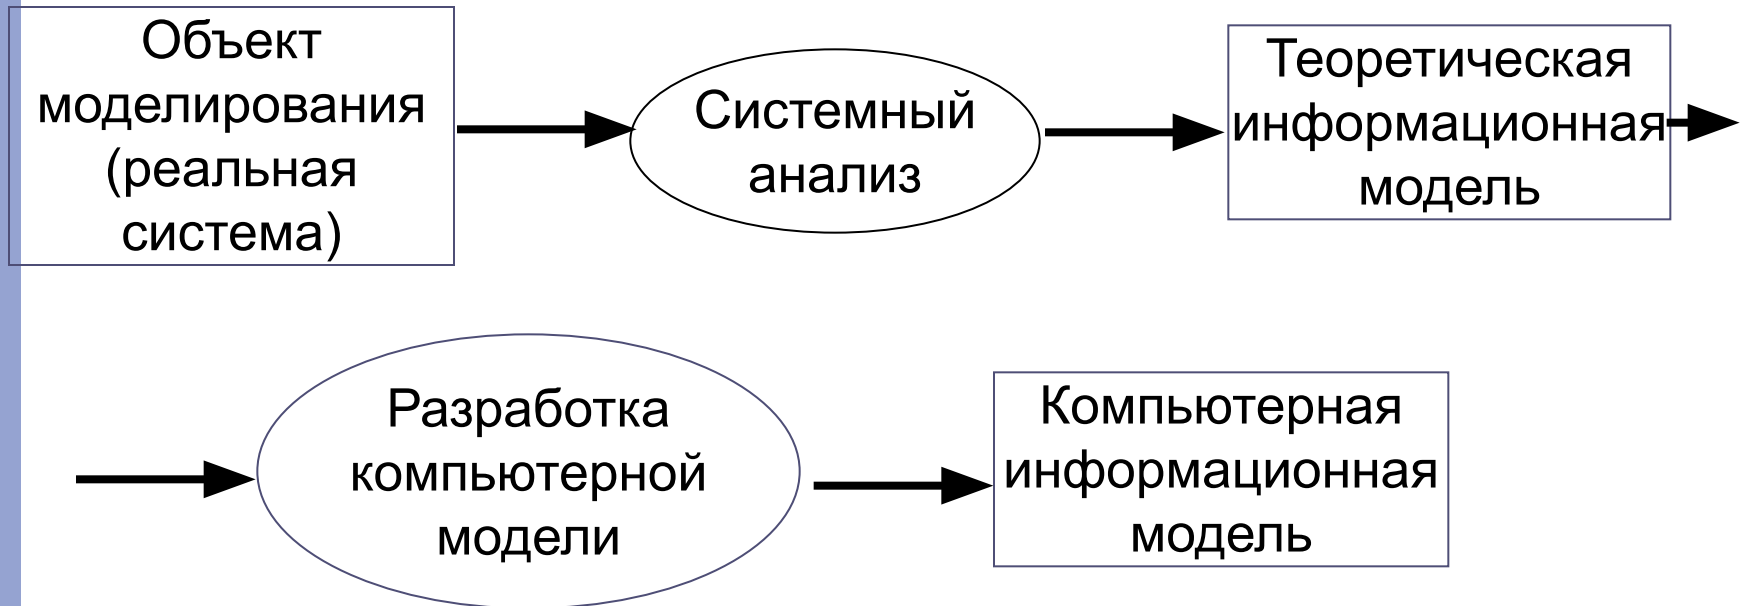 Объект
моделирования
(реальная
система)
Системный
анализ
Теоретическая
информационная
модель
Разработка
компьютерной
модели
Компьютерная
информационная
модель